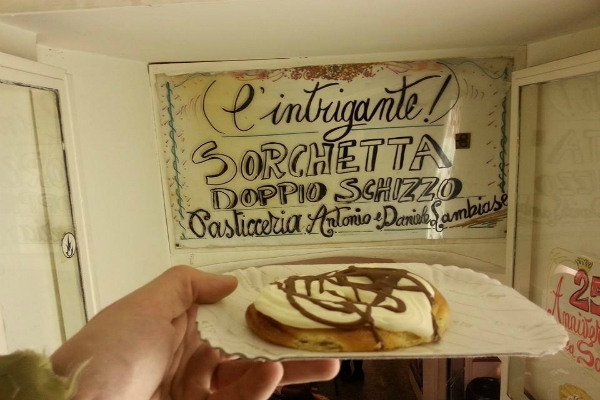 (l'intrigante!)
SORCHETTA
DOPPIO SCHIZZO
Pasticceria Antonio e Daniele Lambiase
25